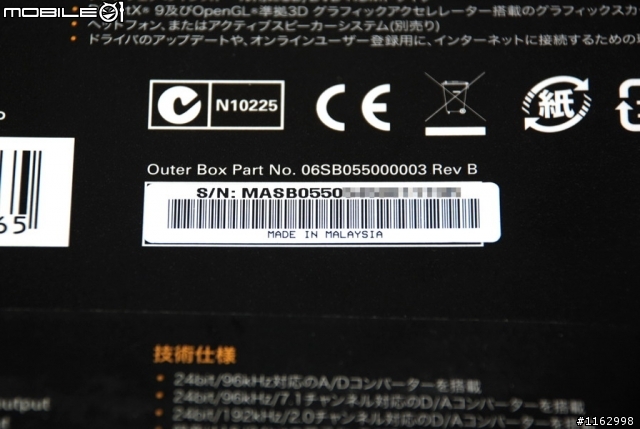 MOBILE01
X® 9及びOpenGL®準拠3D グラフィックアクセレーター搭載のグラフィックスカ
ヘッドフォン、またはアクティブスピーカーシステム(別売り)
ドライバのアップデートや、オンラインユーザー登録用に、インターネットに接続するための
N10225
CE
紙
Outer Box Part No. 06SB055000003 Rev B
S/N: MASB0550
65
MADE IN MALAYSIA
技術仕様
• 24bit/96kHz対応のA/Dコンバーターを搭載
• 24bit/96kHz/7.1チャンネル対応のD/Aコンバーターを搭載
• 24bit/192kHz/2.0チャンネル対応のD/Aコンバーターを搭載
output
#1162998